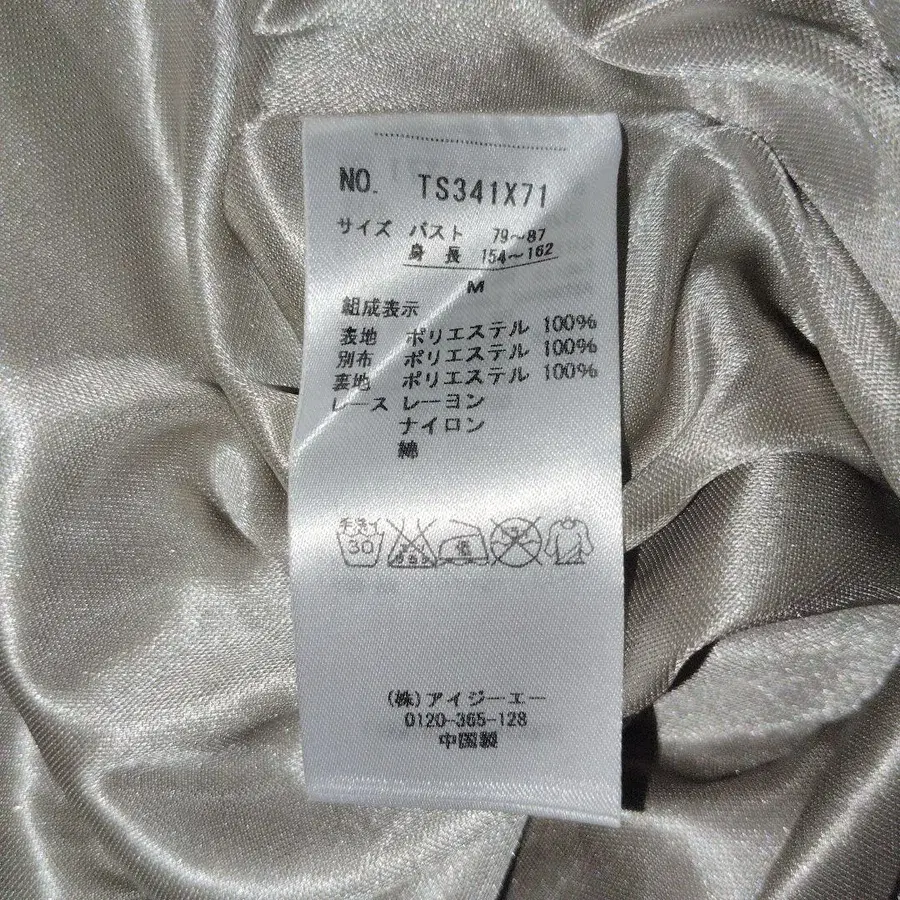 NO. TS341X71
サイズ バスト 79~87
身長 154~162
M
組成表示
表地 ポリエステル 100%
別布 ポリエステル 100%
裏地 ポリエステル 100%
レース レーヨン
ナイロン
綿
手洗イ
30 低
(株)アイジーエー
0120-365-128
中国製